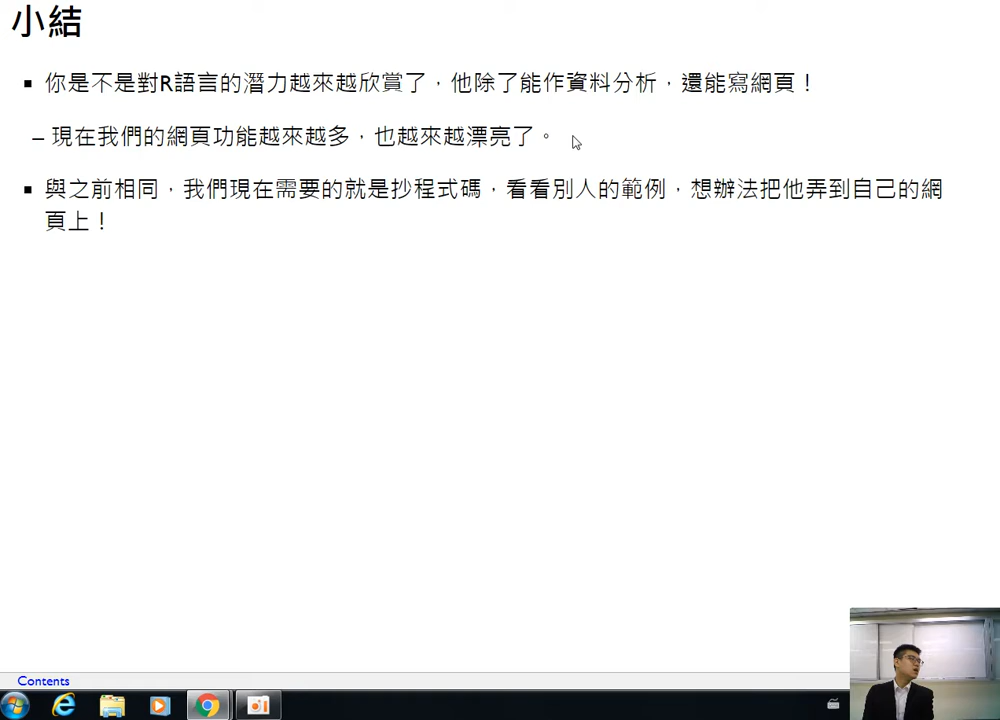 小結
▪ 你是不是對R語言的潛力越來越欣賞了，他除了能作資料分析，還能寫網頁！
– 現在我們的網頁功能越來越多，也越來越漂亮了。
▪ 與之前相同，我們現在需要的就是抄程式碼，看看別人的範例，想辦法把他弄到自己的網
頁上！
Contents